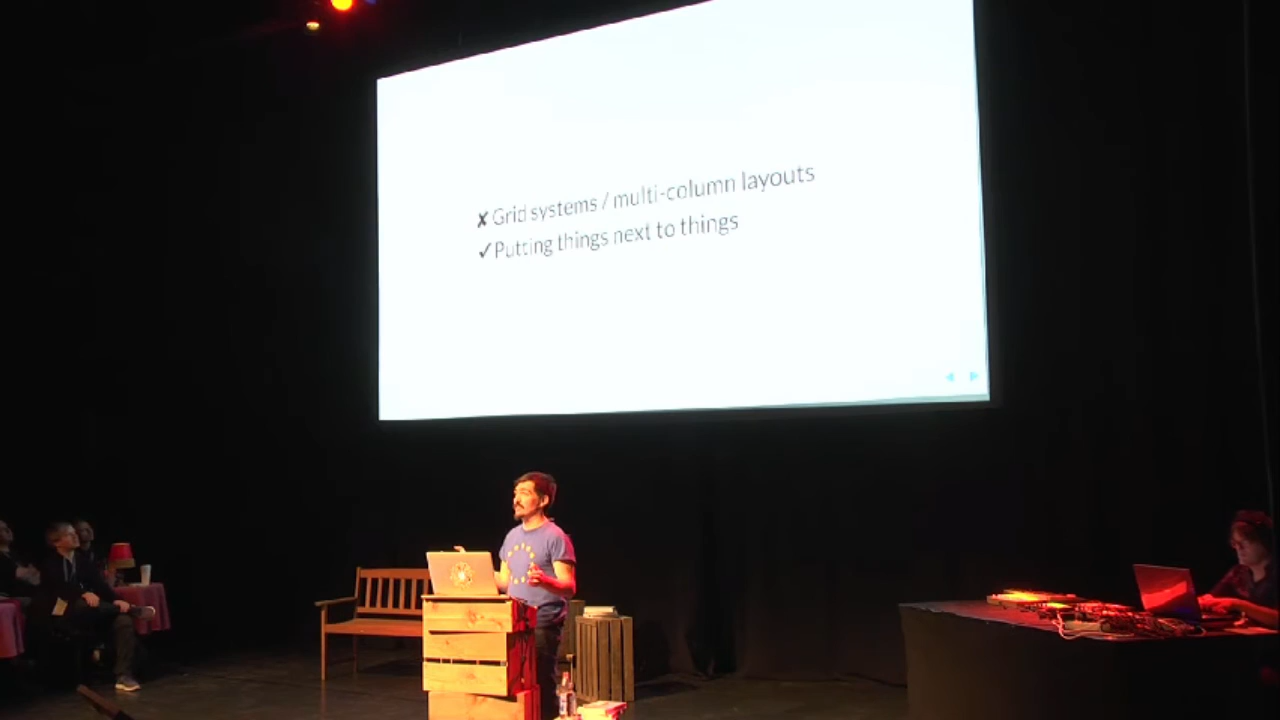 ✘ Grid systems / multi-column layouts
✓ Putting things next to things